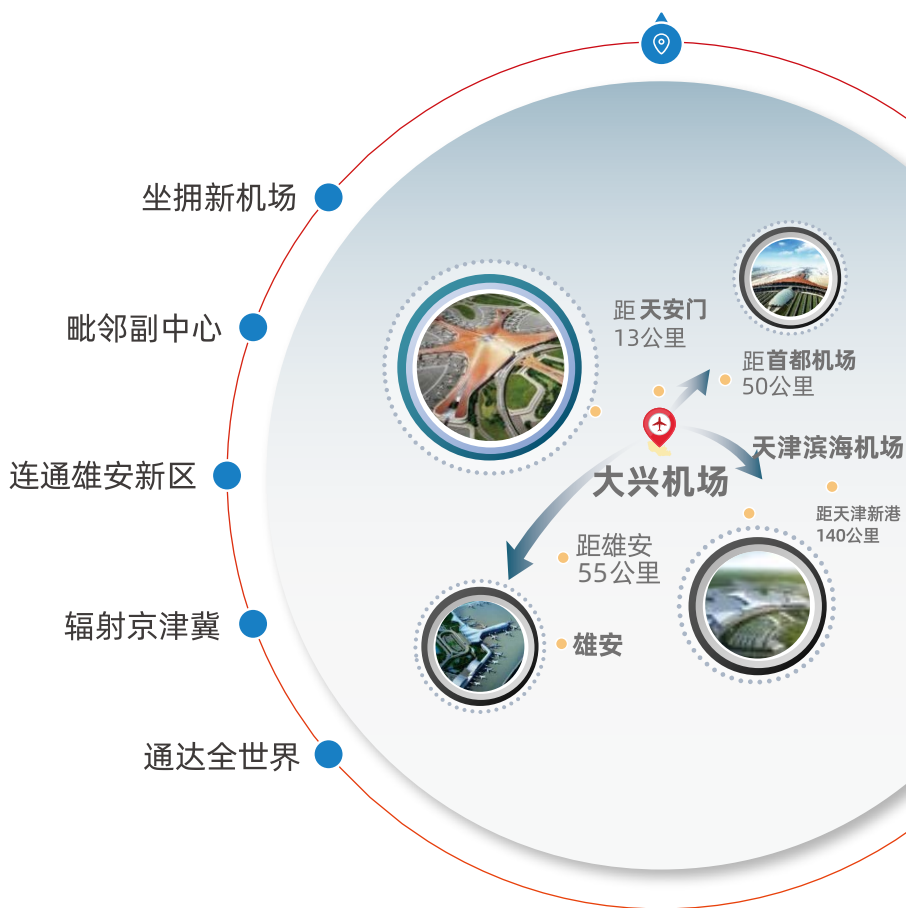 坐拥新机场
毗邻副中心
连通雄安新区
辐射京津冀
通达全世界
距 天安门
13公里
距 首都机场
50公里
天津滨海机场
大兴机场
距天津新港
140公里
距雄安
55公里
雄安